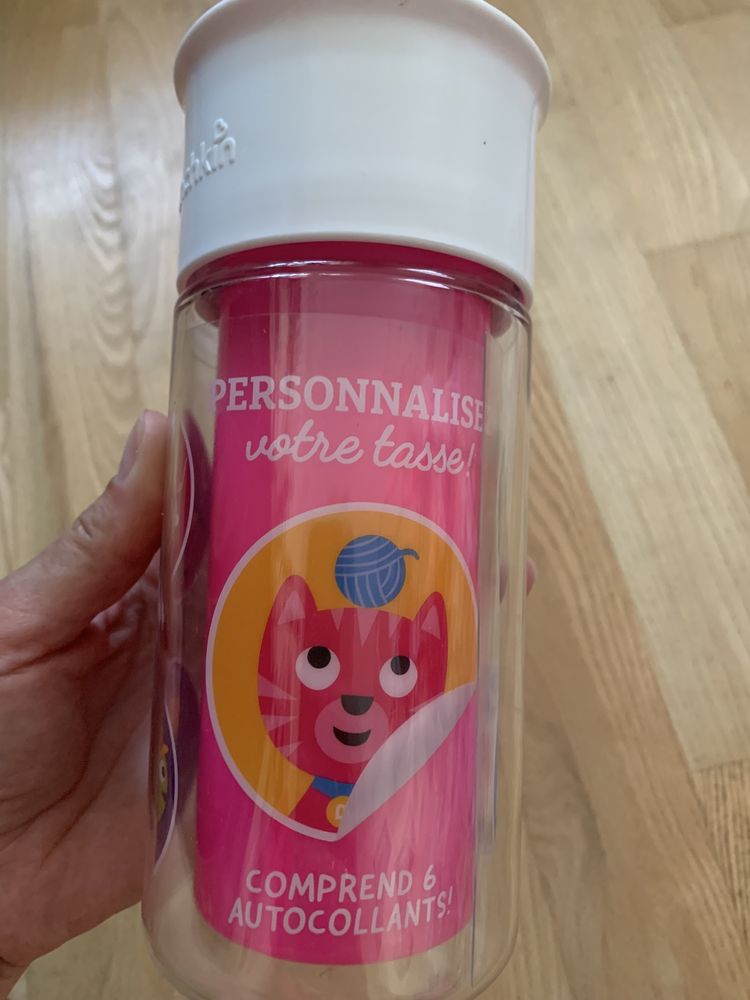 PERSONNALISE
votre tasse!
COMPREND 6
AUTOCOLLANTS!